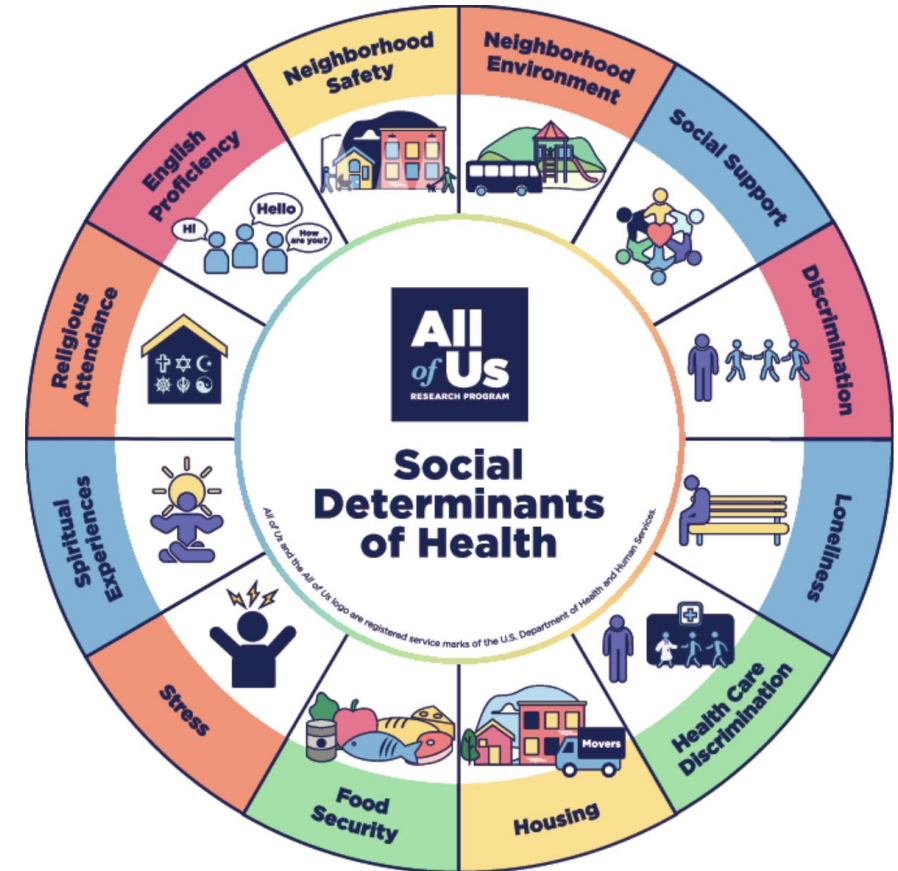 Neighborhood
Safety
Neighborhood
Environment
Social Support
Discrimination
Loneliness
Health Care
Discrimination
Housing
Food
Security
Stress
Spiritual
Experiences
Religious
Attendance
English
Proficiency
Hi
Hello
How
are you?
Movers
All
of Us
RESEARCH PROGRAM
Social
Determinants
of Health
All of Us and the All of Us logo are registered service marks of the U.S. Department of Health and Human Services.